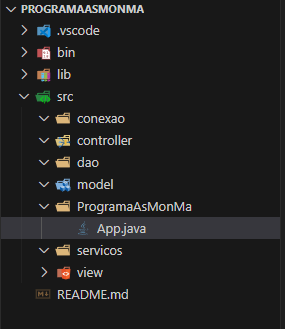 PROGRAMAASMONMA
.vscode
bin
lib
src
conexao
controller
dao
model
ProgramaAsMonMa
App.java
servicos
view
README.md